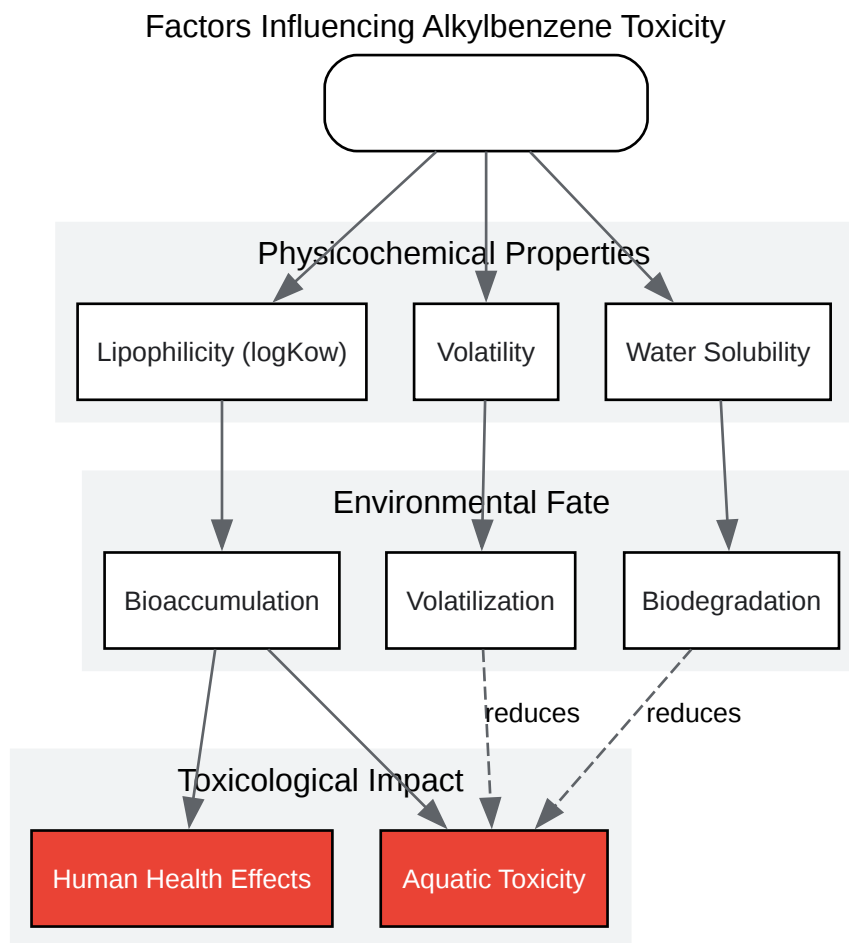 Factors Influencing Alkylbenzene Toxicity
Physicochemical Properties
Lipophilicity (logKow)
Volatility
Water Solubility
Environmental Fate
Bioaccumulation
Volatilization
Biodegradation
reduces
reduces
Toxicological Impact
Human Health Effects
Aquatic Toxicity